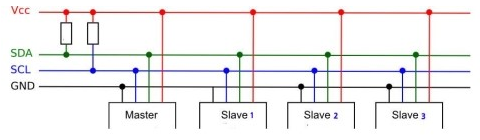 Vcc
SDA
SCL
GND
Master
Slave 1
Slave 2
Slave 3